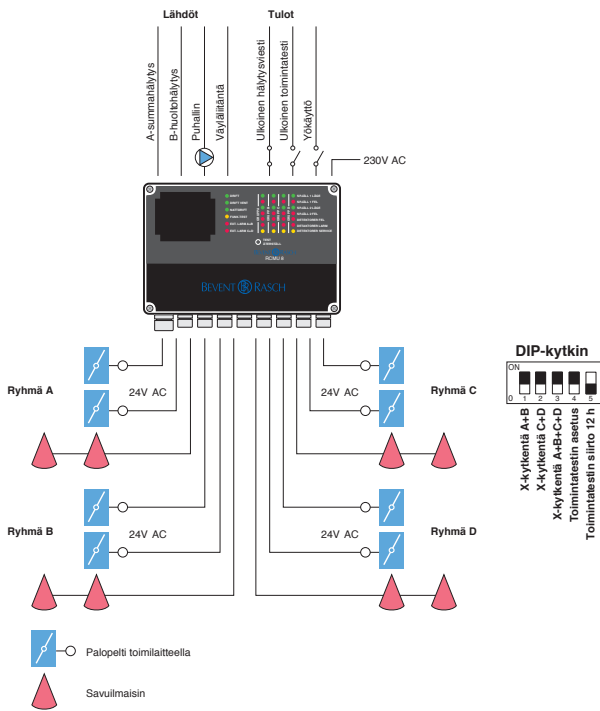 Lähdöt
Tulot
A-summahälytys
B-huoltohälytys
Puhallin
Väyläliitäntä
Ulkoinen hälytysviesti
Ulkoinen toimintatesti
Yökäyttö
230V AC
ROMU 8
BEVENT RASCH
Ryhmä A
24V AC
24V AC
Ryhmä C
Ryhmä B
24V AC
24V AC
Ryhmä D
DIP-kytkin
ON
0 1 2 3 4 5
X-kytkentä A+B
X-kytkentä C+D
X-kytkentä A+B+C+D
Toimintatestin asetus
Toimintatestin siirto 12 h
Palopelti toimilaitteella
Savuilmaisin